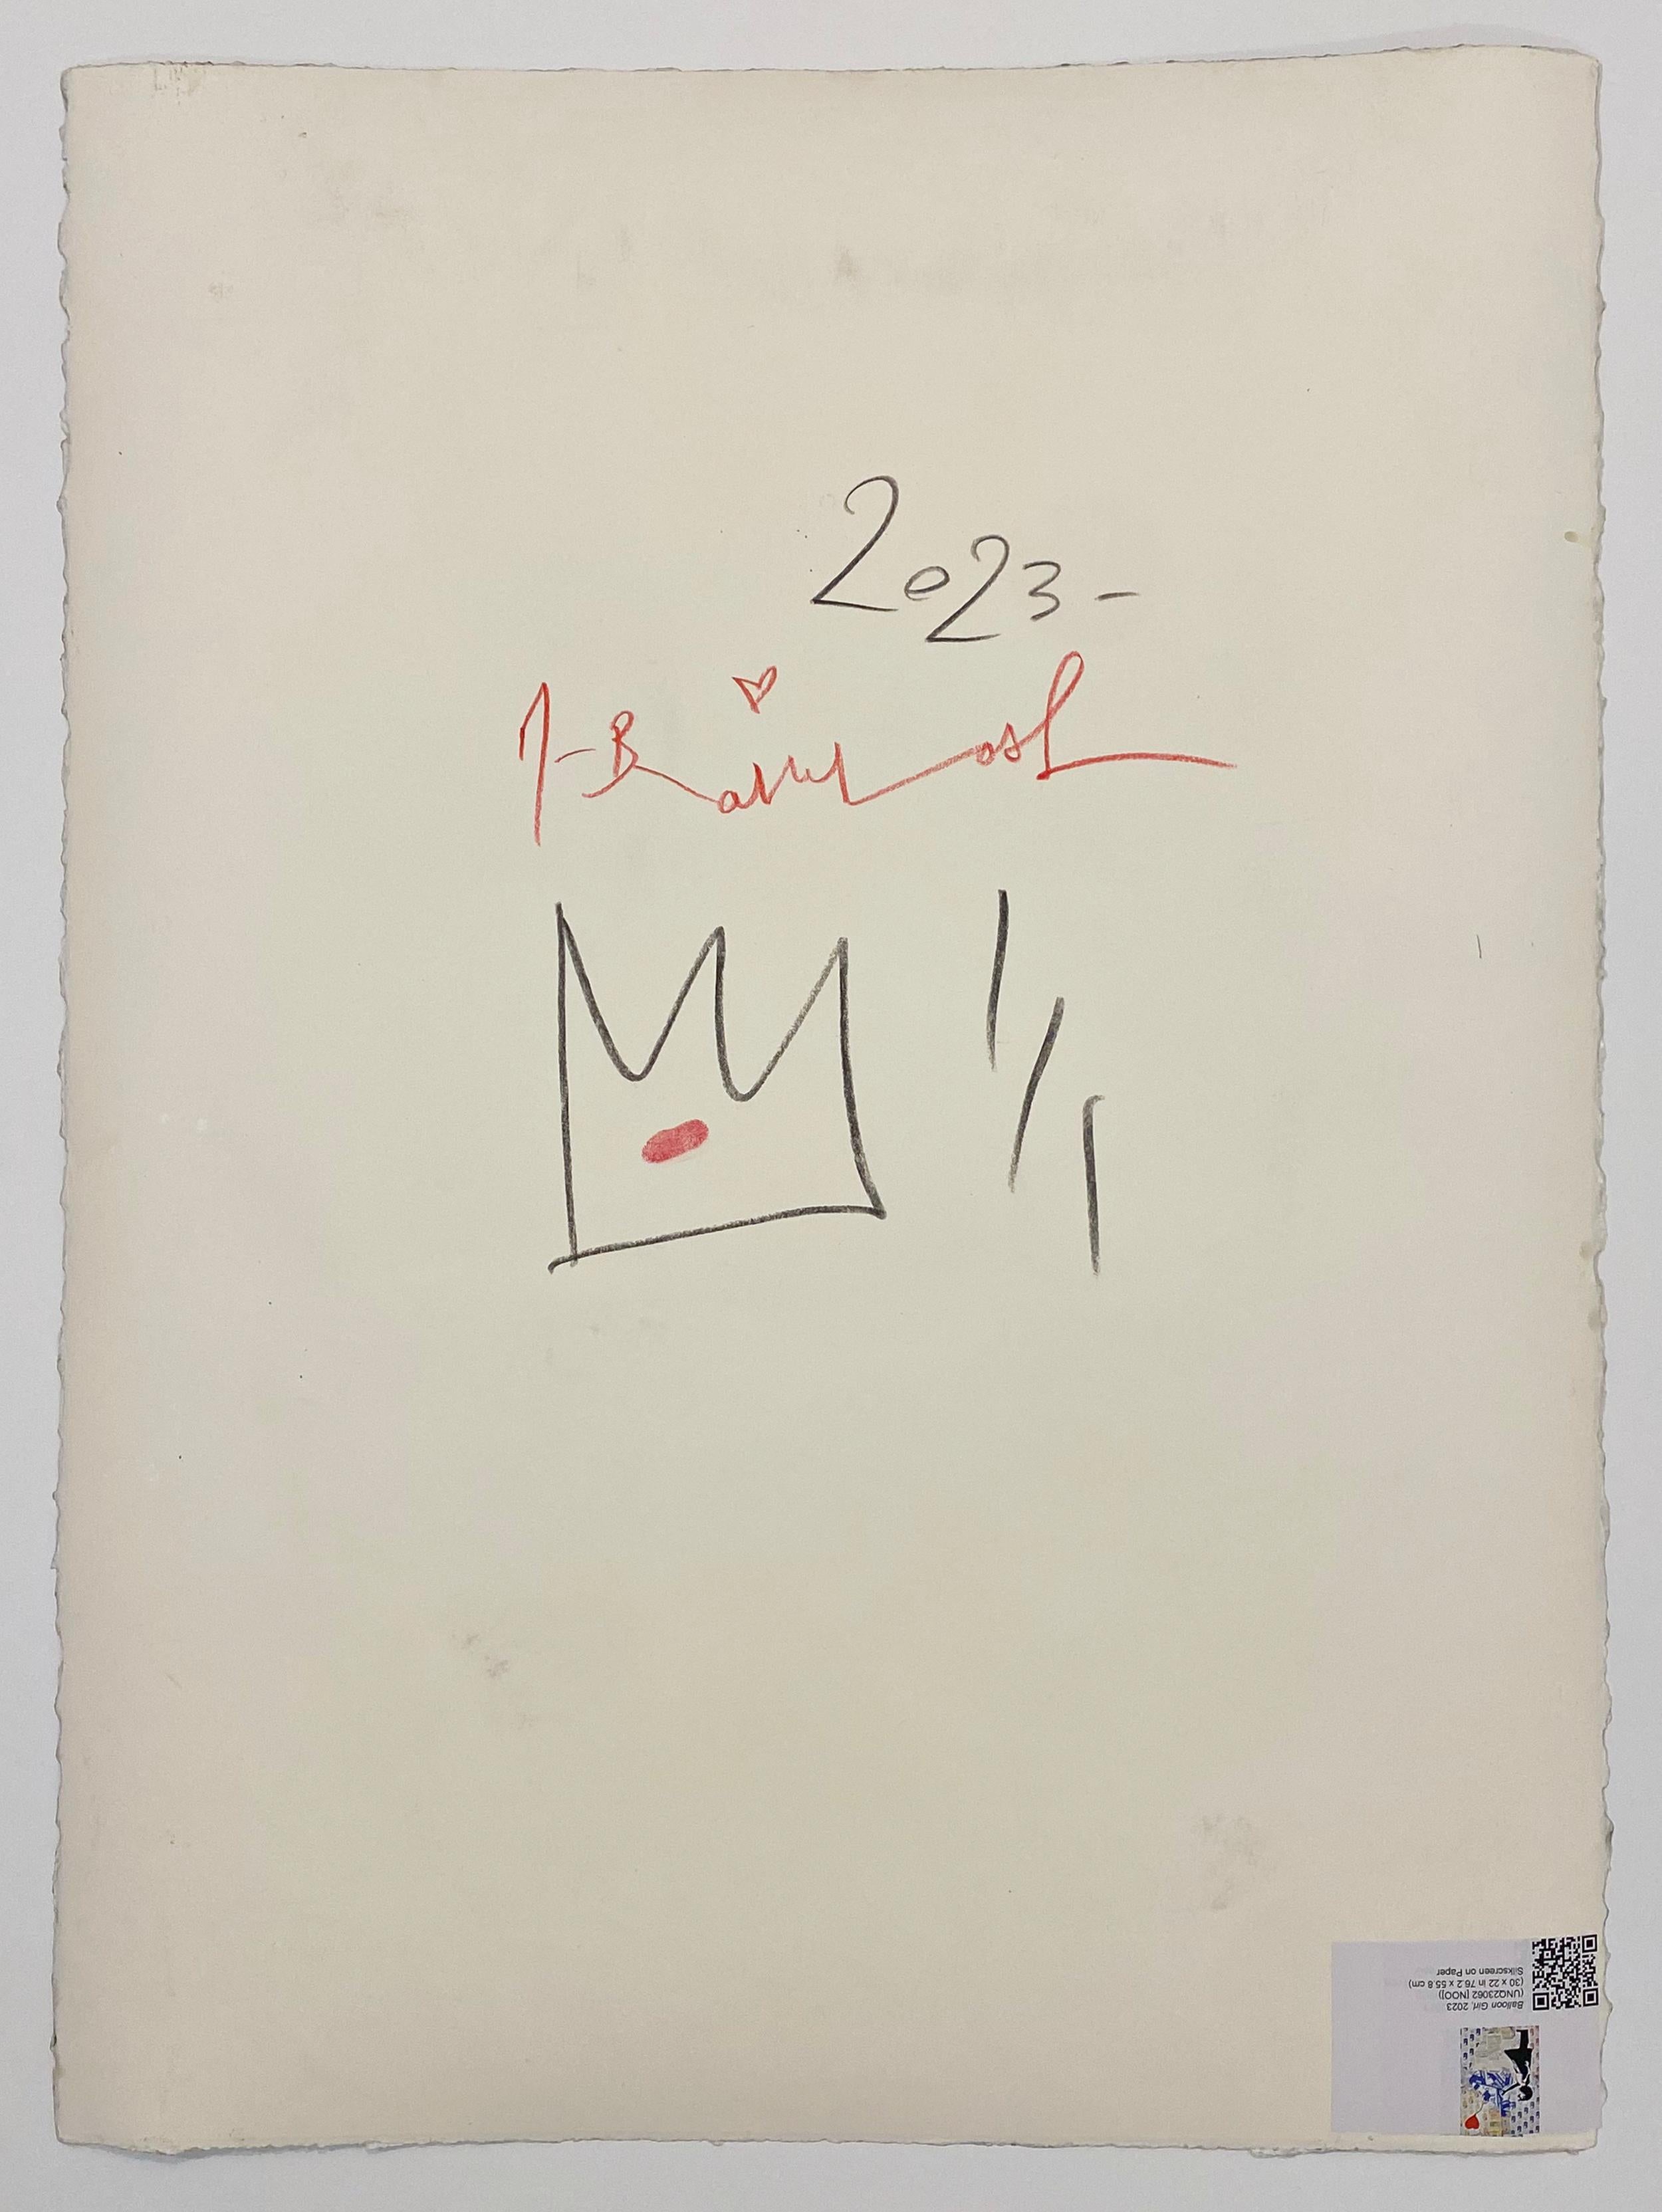 2023-
1/1
Balloon Girl, 2023
(UNQ23062 [NOO])
(30 x 22 in 76.2 x 55.8 cm)
Silkscreen on Paper